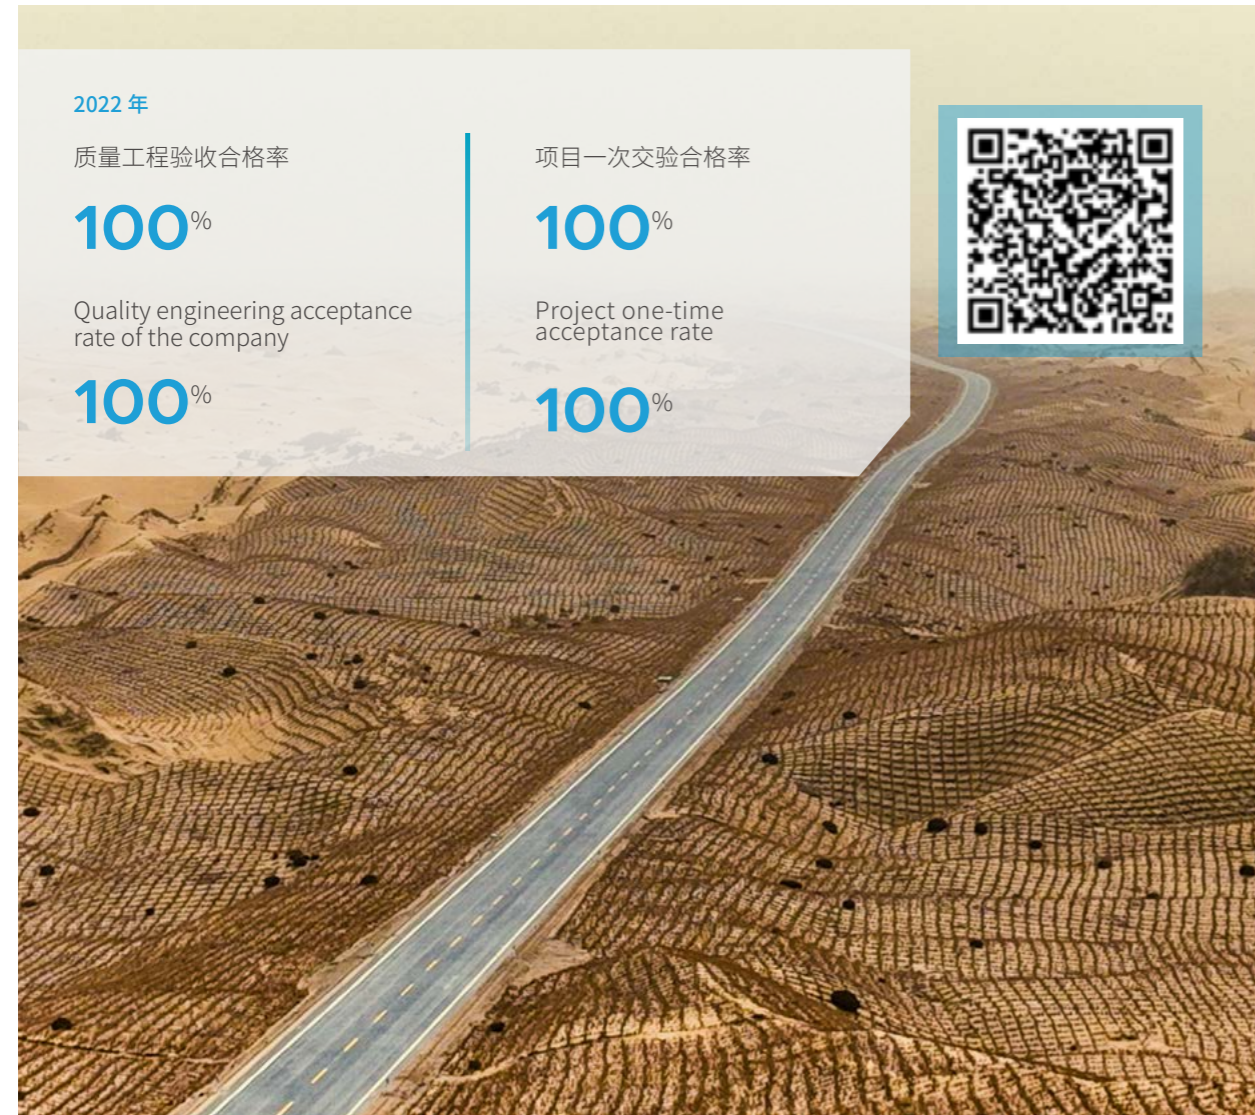 2022 年
质量工程验收合格率
100%
Quality engineering acceptance
rate of the company
100%
项目一次交验合格率
100%
Project one-time
acceptance rate
100%